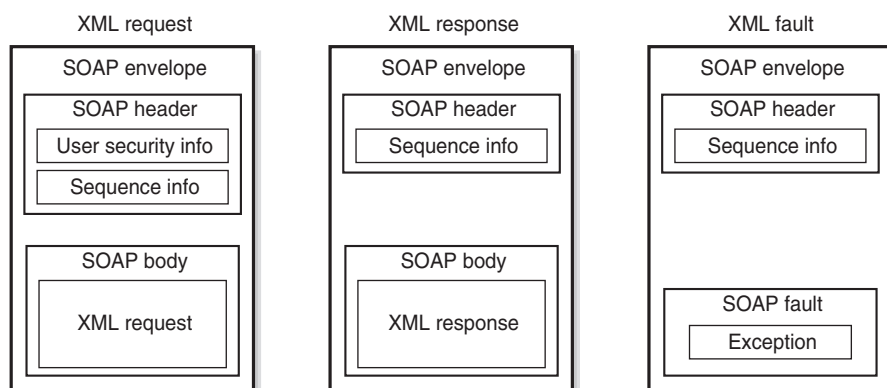 XML request
SOAP envelope
SOAP header
User security info
Sequence info
SOAP body
XML request
XML response
SOAP envelope
SOAP header
Sequence info
SOAP body
XML response
XML fault
SOAP envelope
SOAP header
Sequence info
SOAP fault
Exception